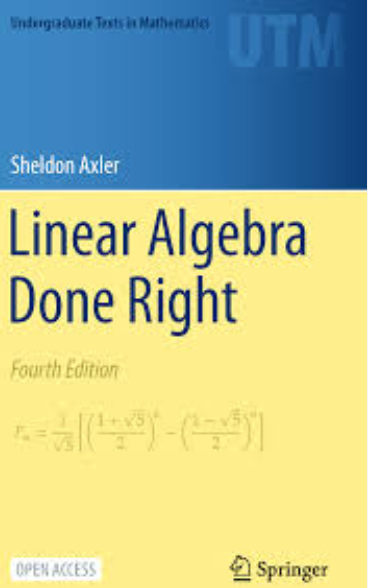 Undergraduate Texts in Mathematics
UTM
Sheldon Axler
Linear Algebra
Done Right
Fourth Edition
F_n = 1/√5 [((1 + √5)/2)^n − ((1 − √5)/2)^n]
OPEN ACCESS
Springer